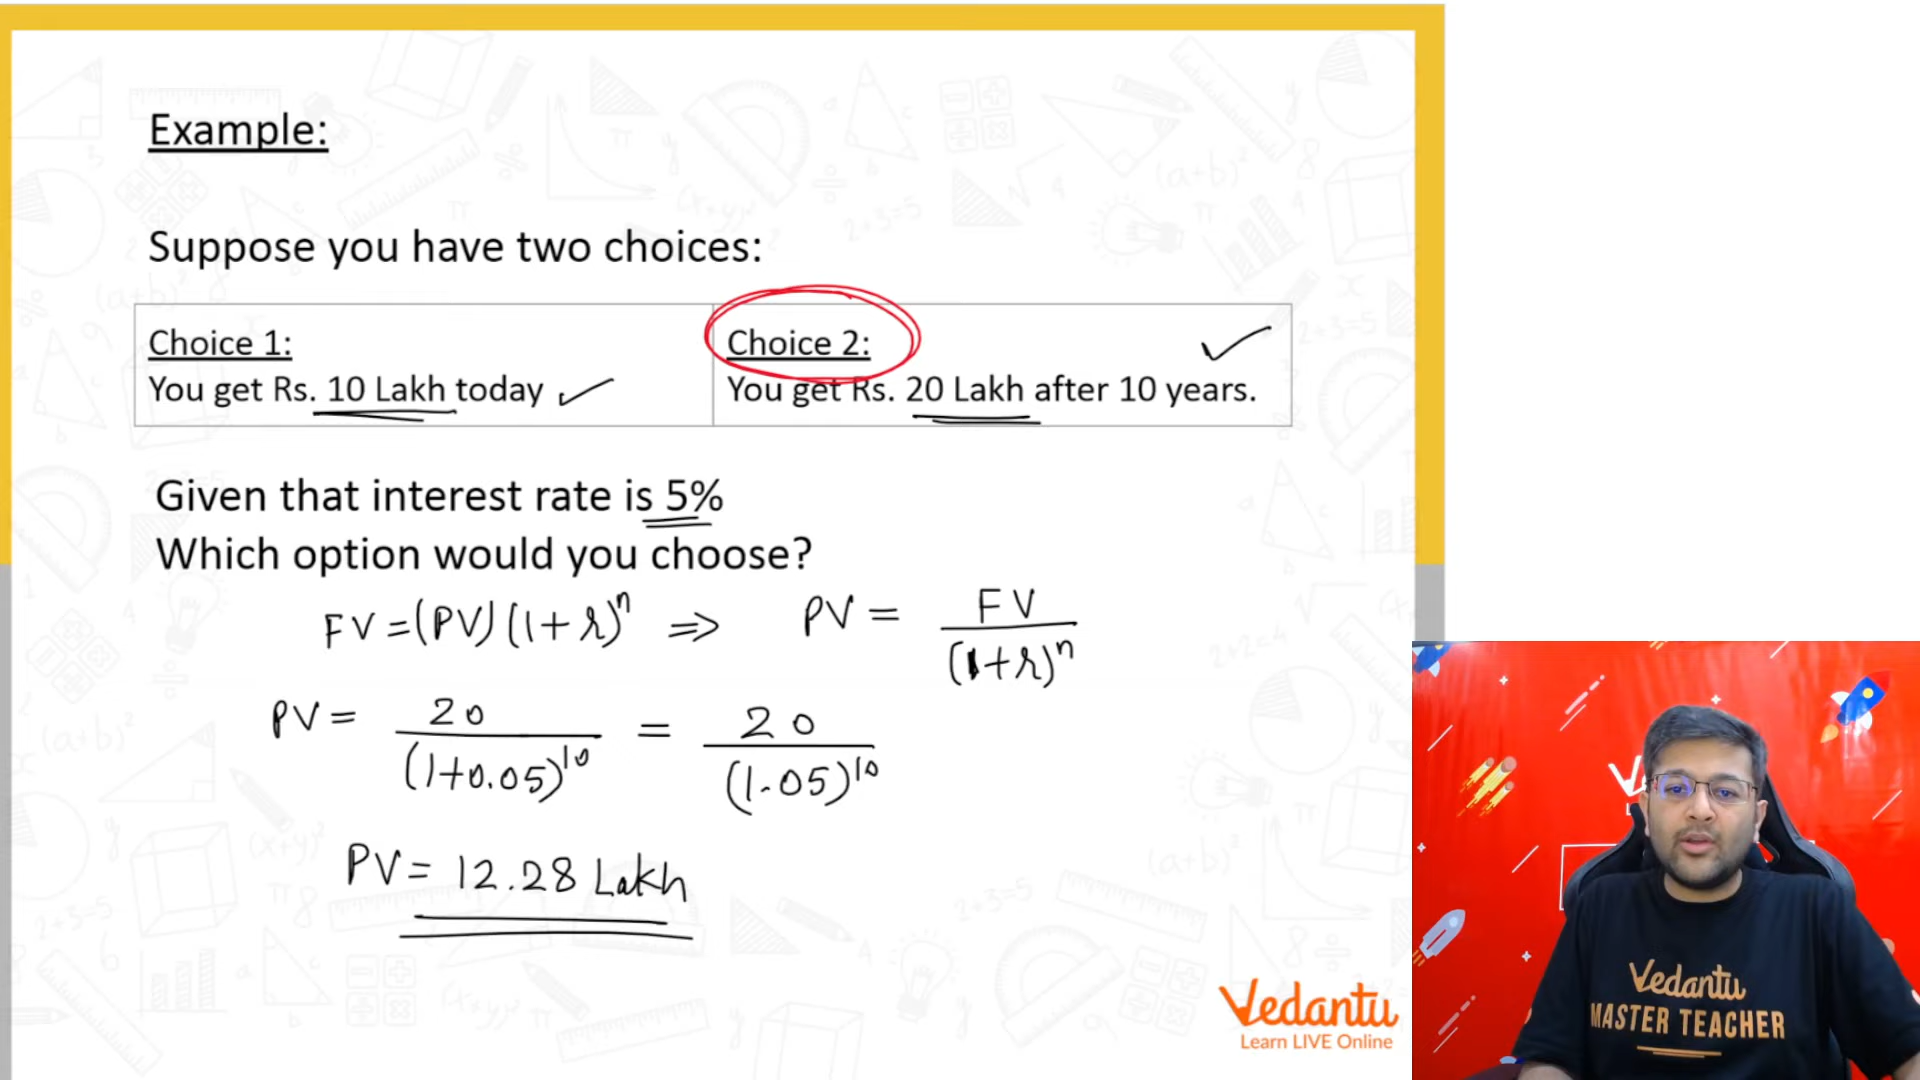 Example:
Suppose you have two choices:
Choice 1:
You get Rs. 10 Lakh today
Choice 2:
You get Rs. 20 Lakh after 10 years.
Given that interest rate is 5%
Which option would you choose?
FV = (PV) (1 + r)^n ⇒ PV = FV / (1 + r)^n
PV = 20 / (1+0.05)^10 = 20 / (1.05)^10
PV = 12.28 Lakh
Vedantu
Learn LIVE Online
Vedantu
MASTER TEACHER